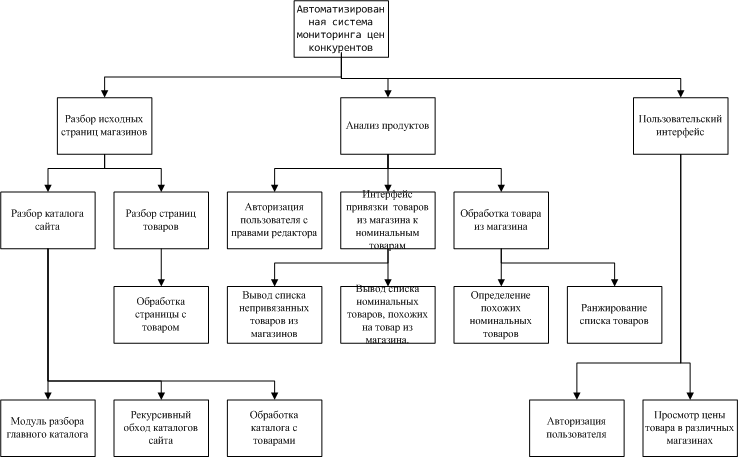 Автоматизирован
ная система
мониторинга цен
конкурентов
Разбор исходных
страниц магазинов
Анализ продуктов
Пользовательский
интерфейс
Разбор каталога
сайта
Разбор страниц
товаров
Авторизация
пользователя с
правами редактора
Интерфейс
привязки товаров
из магазина к
номинальным
товарам
Обработка товара
из магазина
Обработка
страницы с
товаром
Вывод списка
непривязанных
товаров из
магазинов
Вывод списка
номинальных
товаров, похожих
на товар из
магазина.
Определение
похожих
номинальных
товаров
Ранжирование
списка товаров
Модуль разбора
главного каталога
Рекурсивный
обход каталогов
сайта
Обработка
каталога с
товарами
Авторизация
пользователя
Просмотр цены
товара в различных
магазинах